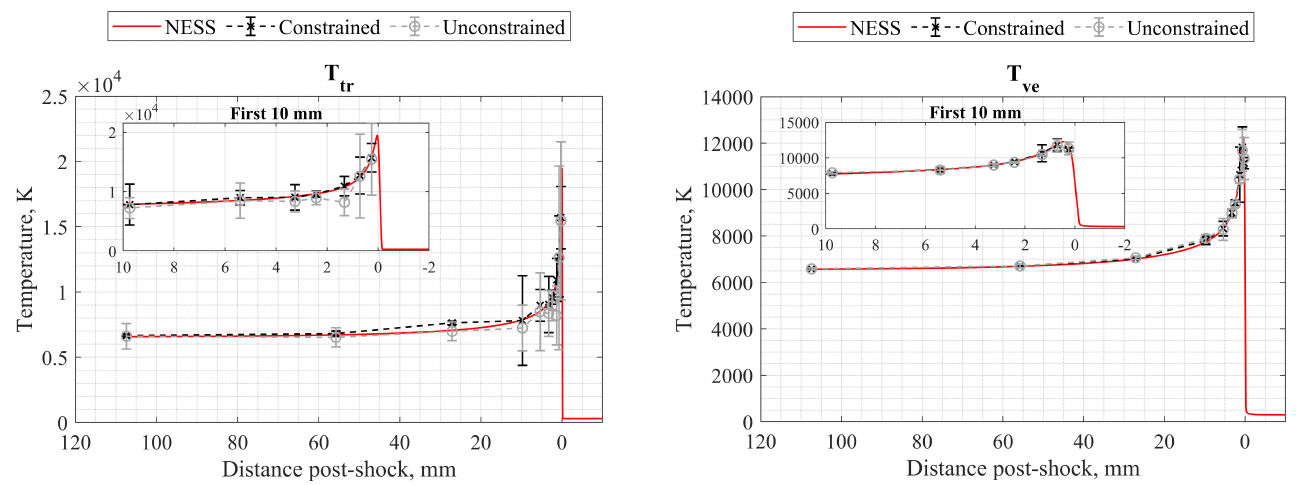 NESS Constrained Unconstrained
T_tr
×10^4
2.5
2
1.5
1
0.5
0
Temperature, K
First 10 mm
×10^4
2
1
0
10 8 6 4 2 0 -2
120 100 80 60 40 20 0
Distance post-shock, mm
NESS Constrained Unconstrained
T_ve
14000
12000
10000
8000
6000
4000
2000
0
Temperature, K
First 10 mm
15000
10000
5000
0
10 8 6 4 2 0 -2
120 100 80 60 40 20 0
Distance post-shock, mm